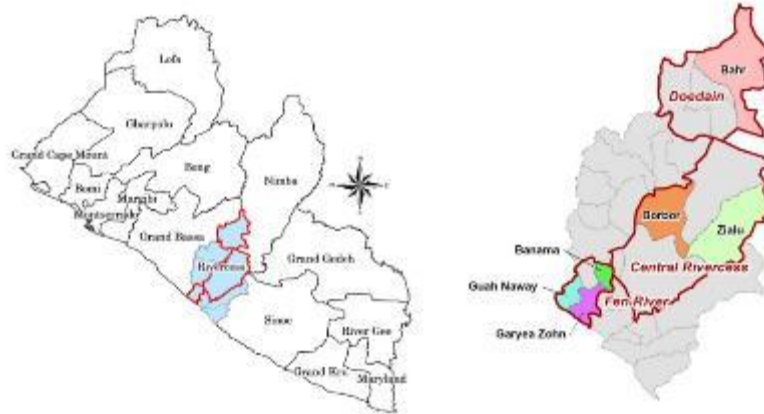 Lofa
Gbarpolu
Grand Cape Mount
Bong
Nimba
Bomi
Margibi
Montserrado
Grand Bassa
Rivercess
Grand Gedeh
Sinoe
River Gee
Grand Kru
Maryland
Bahr
Doedain
Borbor
Zialu
Banama
Central Rivercess
Guah Naway
Fen River
Garyea Zohn